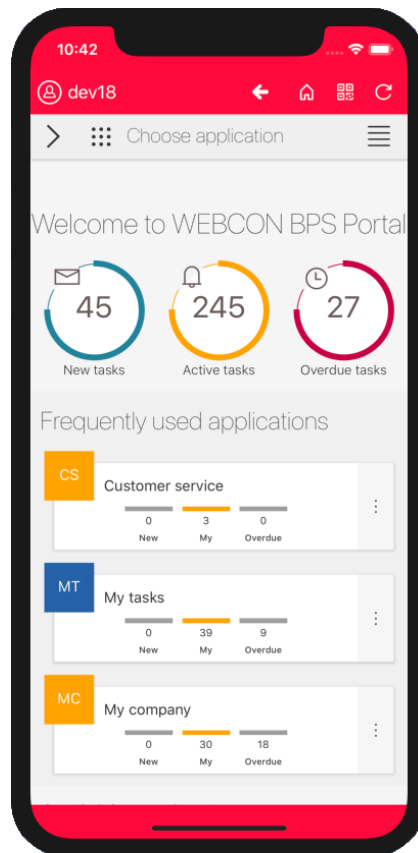 10:42
dev18
Choose application
Welcome to WEBCON BPS Portal
45 245 27
New tasks Active tasks Overdue tasks
Frequently used applications
CS
Customer service
0 3 0
New My Overdue
MT
My tasks
0 39 9
New My Overdue
MC
My company
0 30 18
New My Overdue